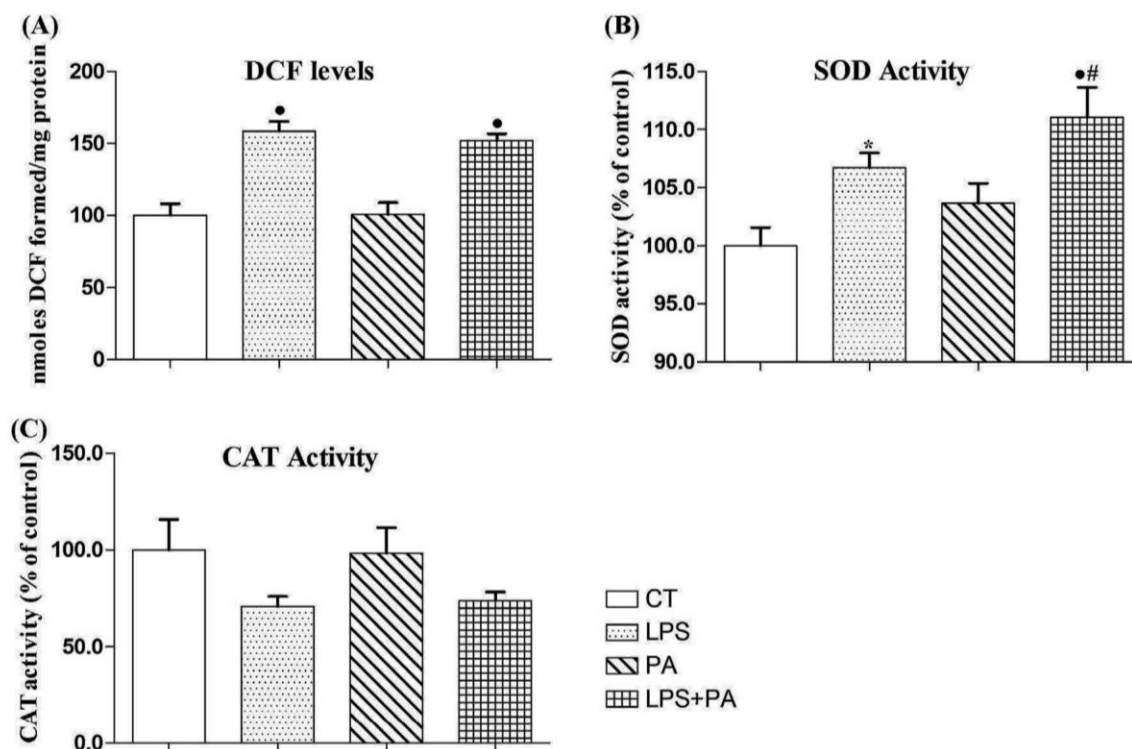 (A)
DCF levels
nmoles DCF formed/mg protein
200
150
100
50
0
●
●
(B)
SOD Activity
SOD activity (% of control)
115.0
110.0
105.0
100.0
95.0
90.0
*
●#
(C)
CAT Activity
CAT activity (% of control)
150.0
100.0
50.0
0.0
CT
LPS
PA
LPS+PA